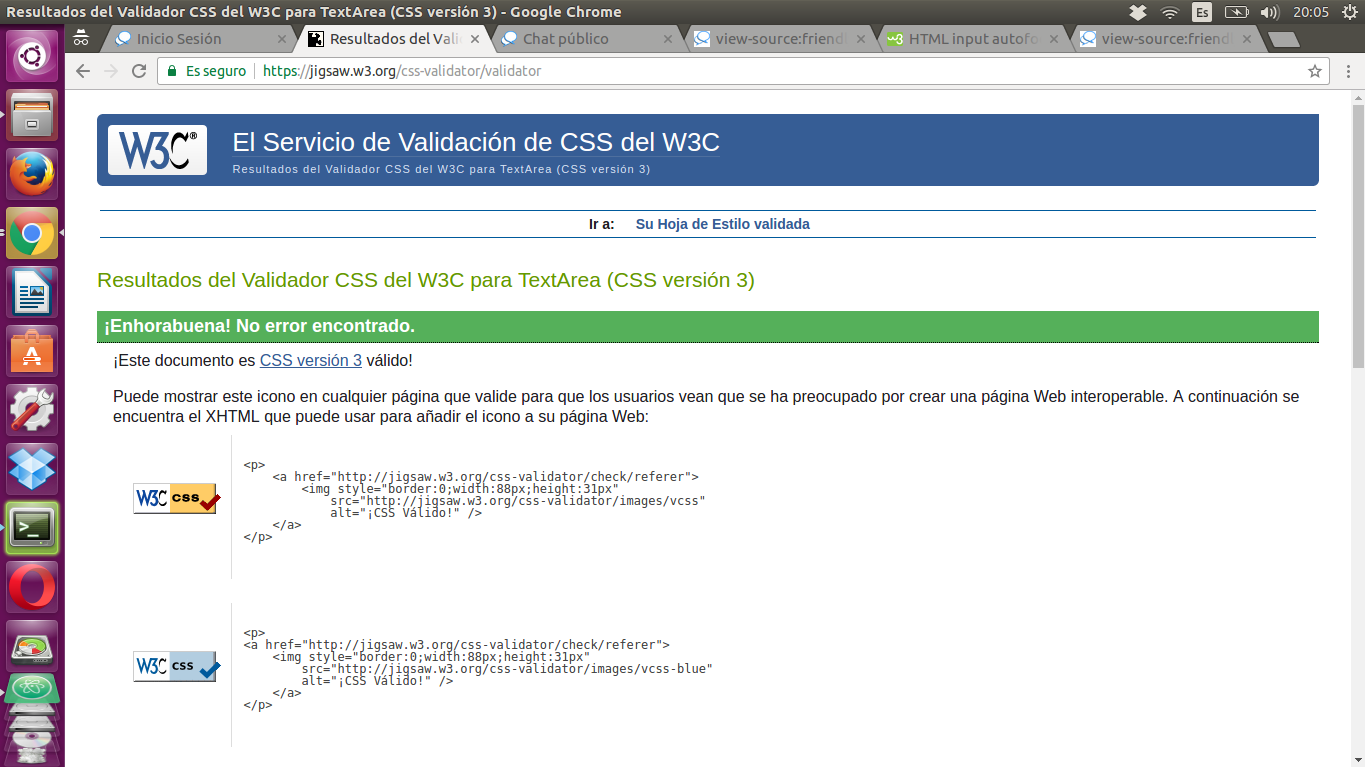 Resultados del Validador CSS del W3C para TextArea (CSS versión 3) - Google Chrome
Es
20:05
Inicio Sesión
Resultados del Vali
Chat público
view-source:friend
HTML input autofo
view-source:friend
Es seguro
https://jigsaw.w3.org/css-validator/validator
W3C®
El Servicio de Validación de CSS del W3C
Resultados del Validador CSS del W3C para TextArea (CSS versión 3)
Ir a: Su Hoja de Estilo validada
Resultados del Validador CSS del W3C para TextArea (CSS versión 3)
¡Enhorabuena! No error encontrado.
¡Este documento es CSS versión 3 válido!
Puede mostrar este icono en cualquier página que valide para que los usuarios vean que se ha preocupado por crear una página Web interoperable. A continuación se
encuentra el XHTML que puede usar para añadir el icono a su página Web:
W3C css
<p>
<a href="http://jigsaw.w3.org/css-validator/check/referer">
<img style="border:0;width:88px;height:31px"
src="http://jigsaw.w3.org/css-validator/images/vcss"
alt="¡CSS Válido!" />
</a>
</p>
W3C css
<p>
<a href="http://jigsaw.w3.org/css-validator/check/referer">
<img style="border:0;width:88px;height:31px"
src="http://jigsaw.w3.org/css-validator/images/vcss-blue"
alt="¡CSS Válido!" />
</a>
</p>